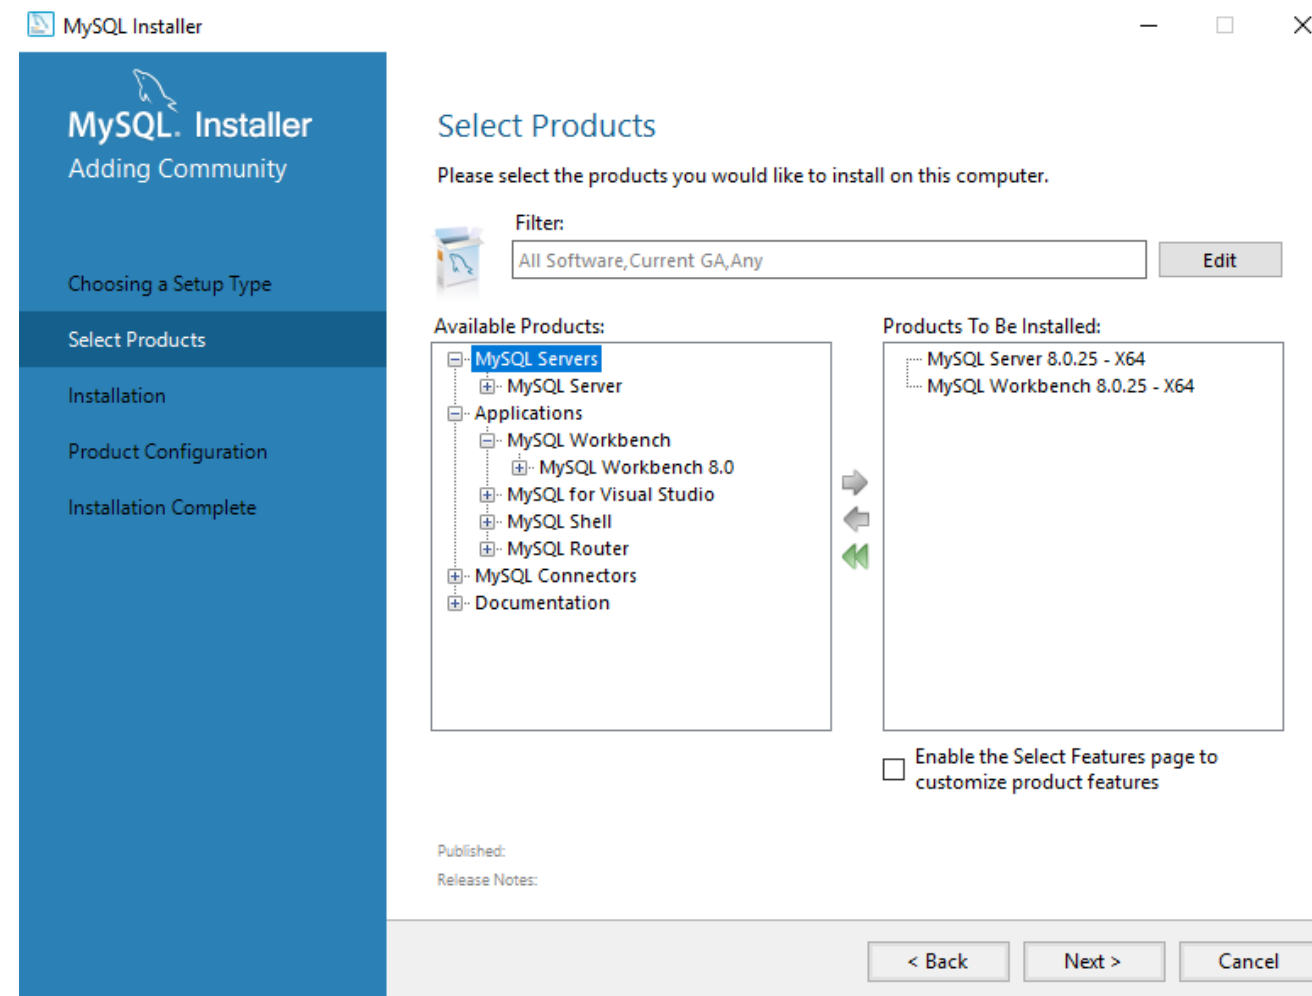 MySQL Installer
MySQL. Installer
Adding Community
Choosing a Setup Type
Select Products
Installation
Product Configuration
Installation Complete
Select Products
Please select the products you would like to install on this computer.
Filter:
All Software,Current GA,Any
Edit
Available Products:
MySQL Servers
MySQL Server
Applications
MySQL Workbench
MySQL Workbench 8.0
MySQL for Visual Studio
MySQL Shell
MySQL Router
MySQL Connectors
Documentation
Products To Be Installed:
MySQL Server 8.0.25 - X64
MySQL Workbench 8.0.25 - X64
Enable the Select Features page to
customize product features
Published:
Release Notes:
< Back
Next >
Cancel